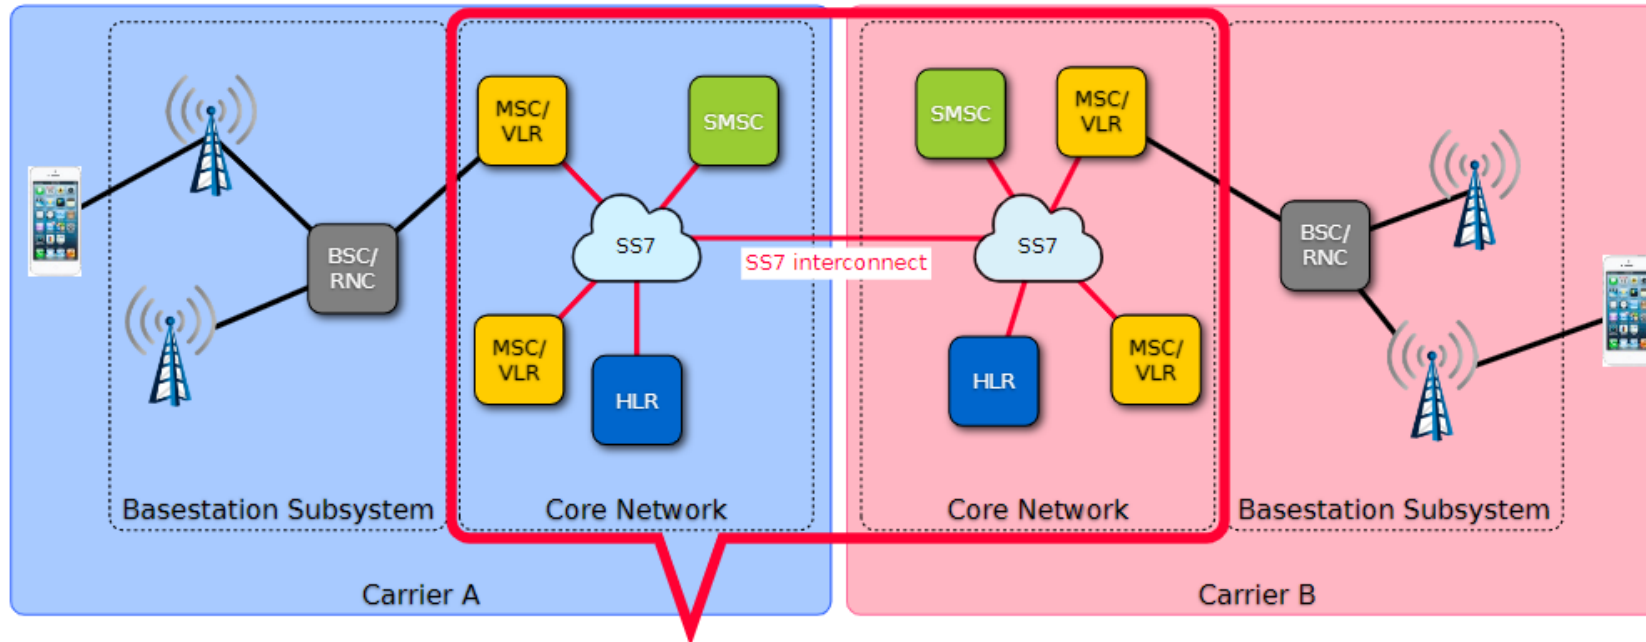 MSC/
VLR
SMSC
SS7
BSC/
RNC
MSC/
VLR
HLR
Basestation Subsystem
Core Network
Carrier A
SS7 interconnect
SMSC
MSC/
VLR
SS7
BSC/
RNC
HLR
MSC/
VLR
Core Network
Basestation Subsystem
Carrier B